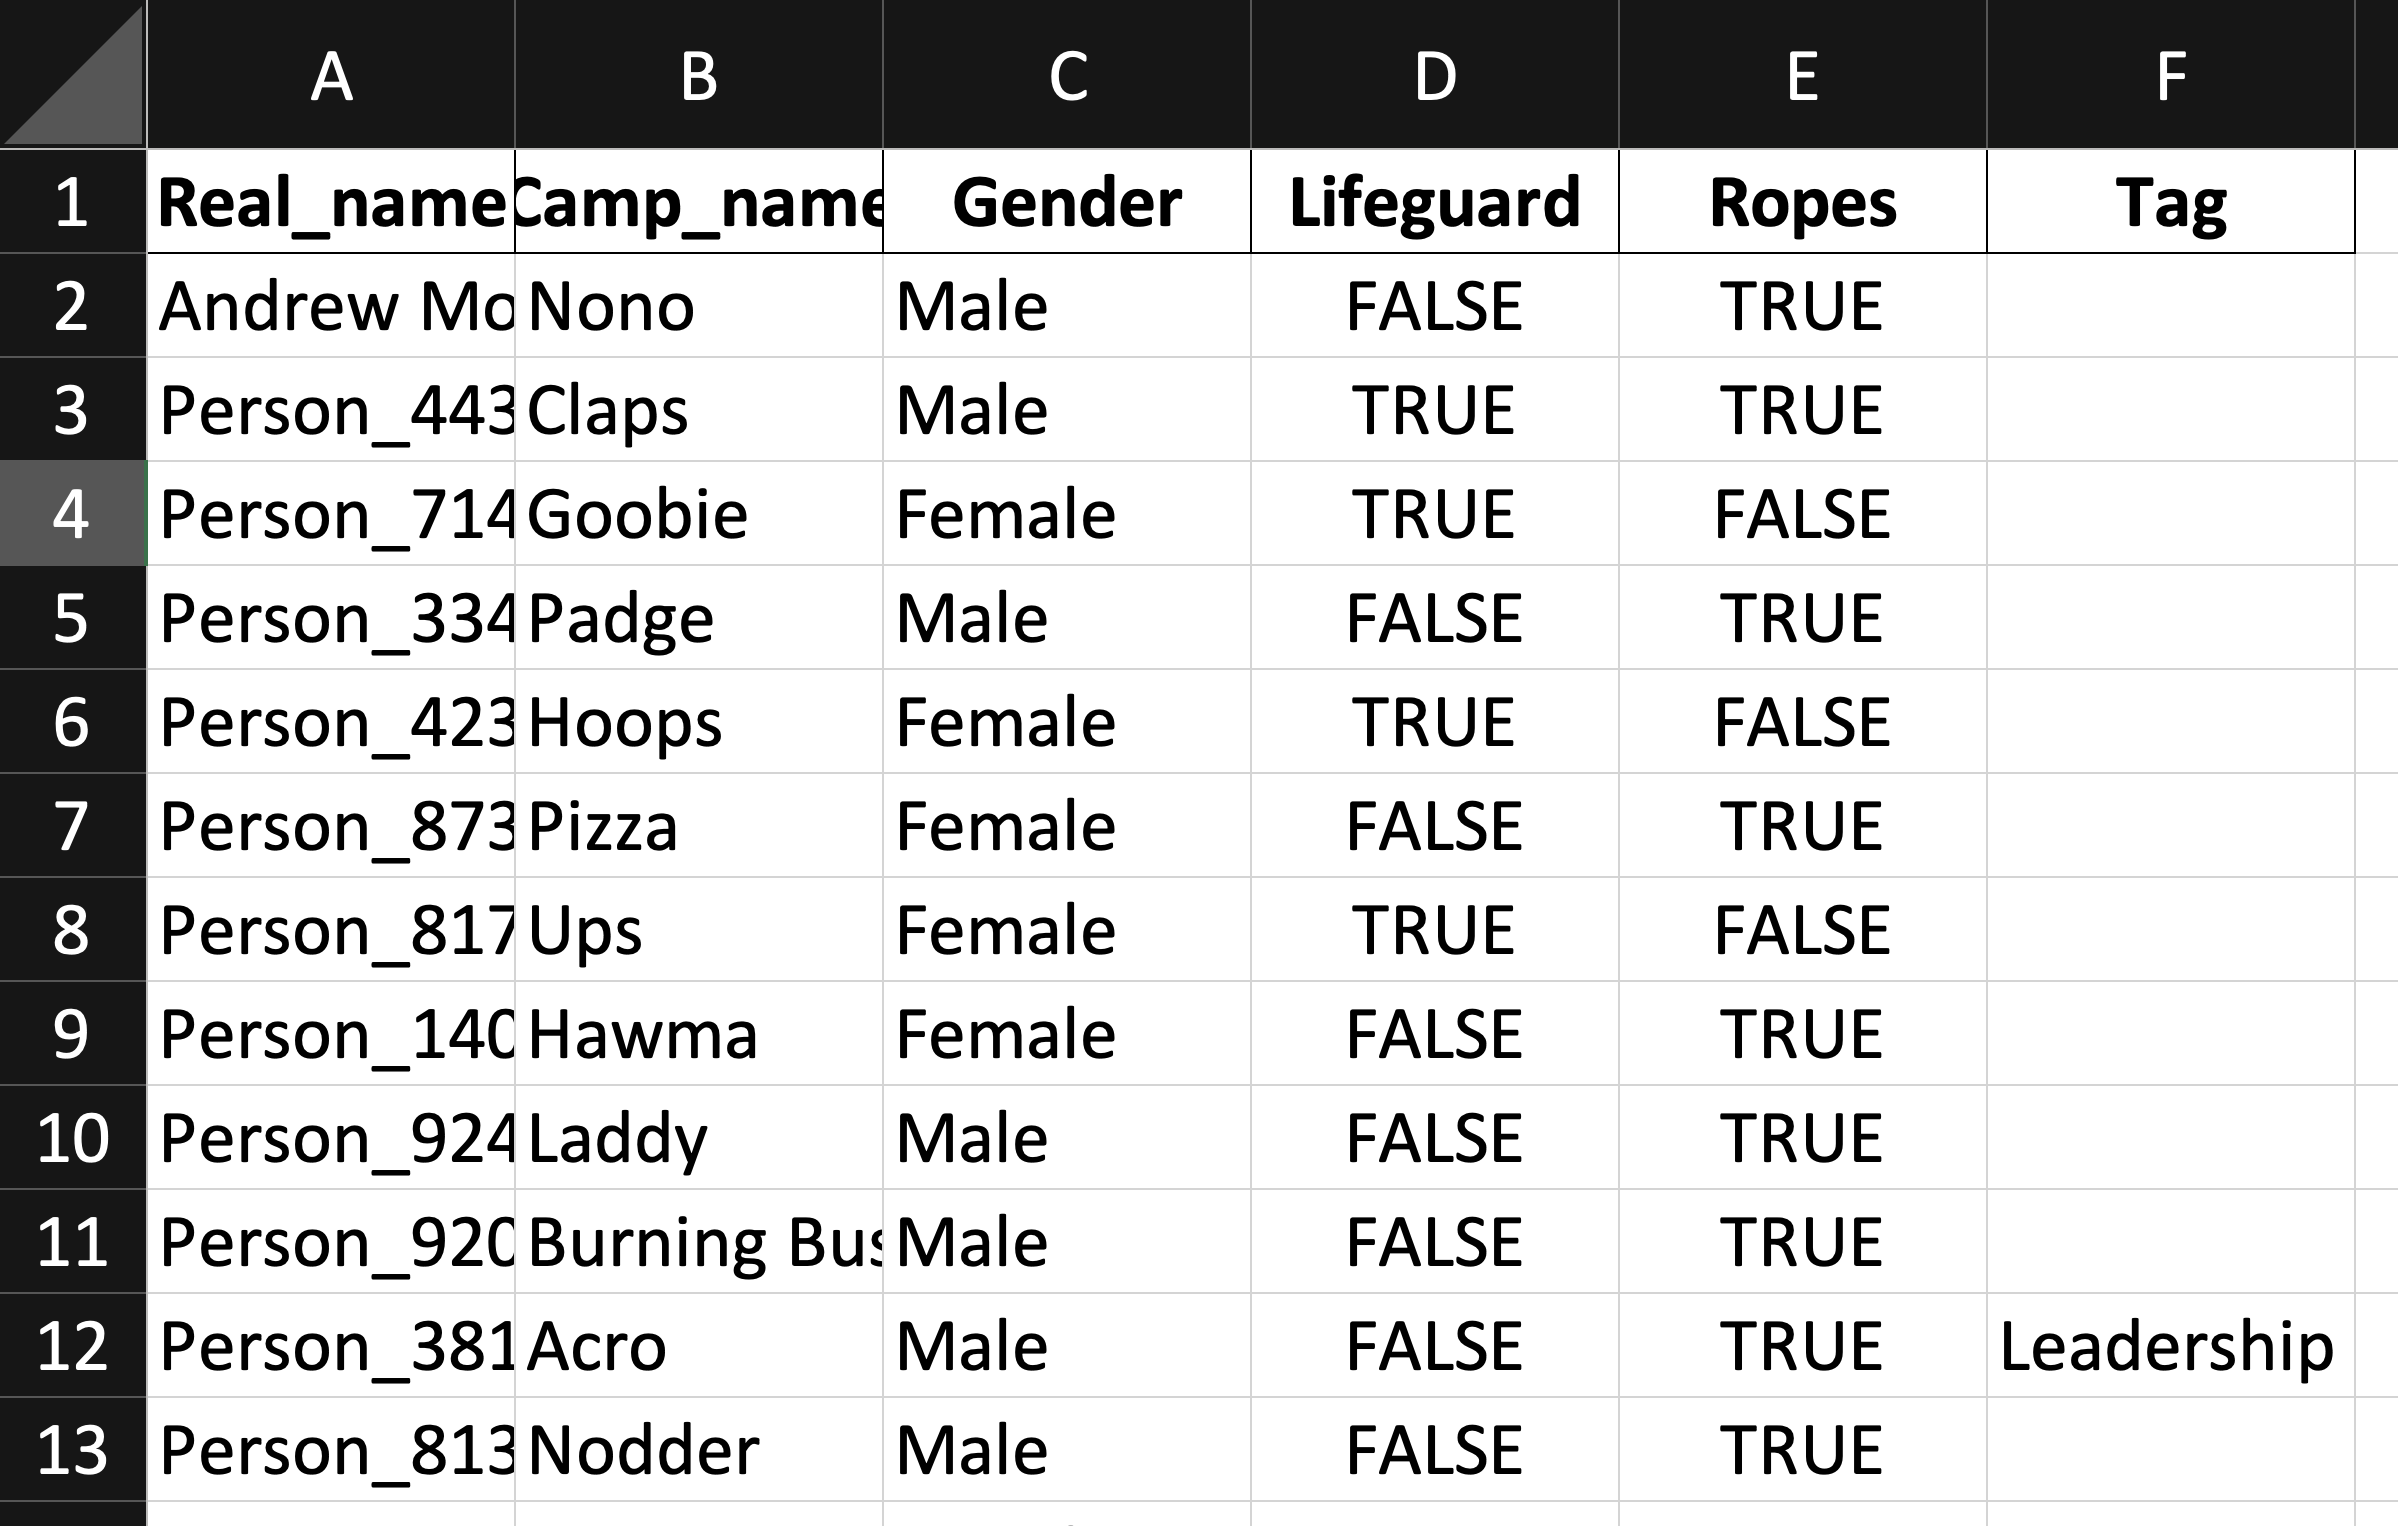 A B C D E F
1 Real_name Camp_name Gender Lifeguard Ropes Tag
2 Andrew Mo Nono Male FALSE TRUE
3 Person_443 Claps Male TRUE TRUE
4 Person_714 Goobie Female TRUE FALSE
5 Person_334 Padge Male FALSE TRUE
6 Person_423 Hoops Female TRUE FALSE
7 Person_873 Pizza Female FALSE TRUE
8 Person_817 Ups Female TRUE FALSE
9 Person_140 Hawma Female FALSE TRUE
10 Person_924 Laddy Male FALSE TRUE
11 Person_920 Burning Bus Male FALSE TRUE
12 Person_381 Acro Male FALSE TRUE Leadership
13 Person_813 Nodder Male FALSE TRUE